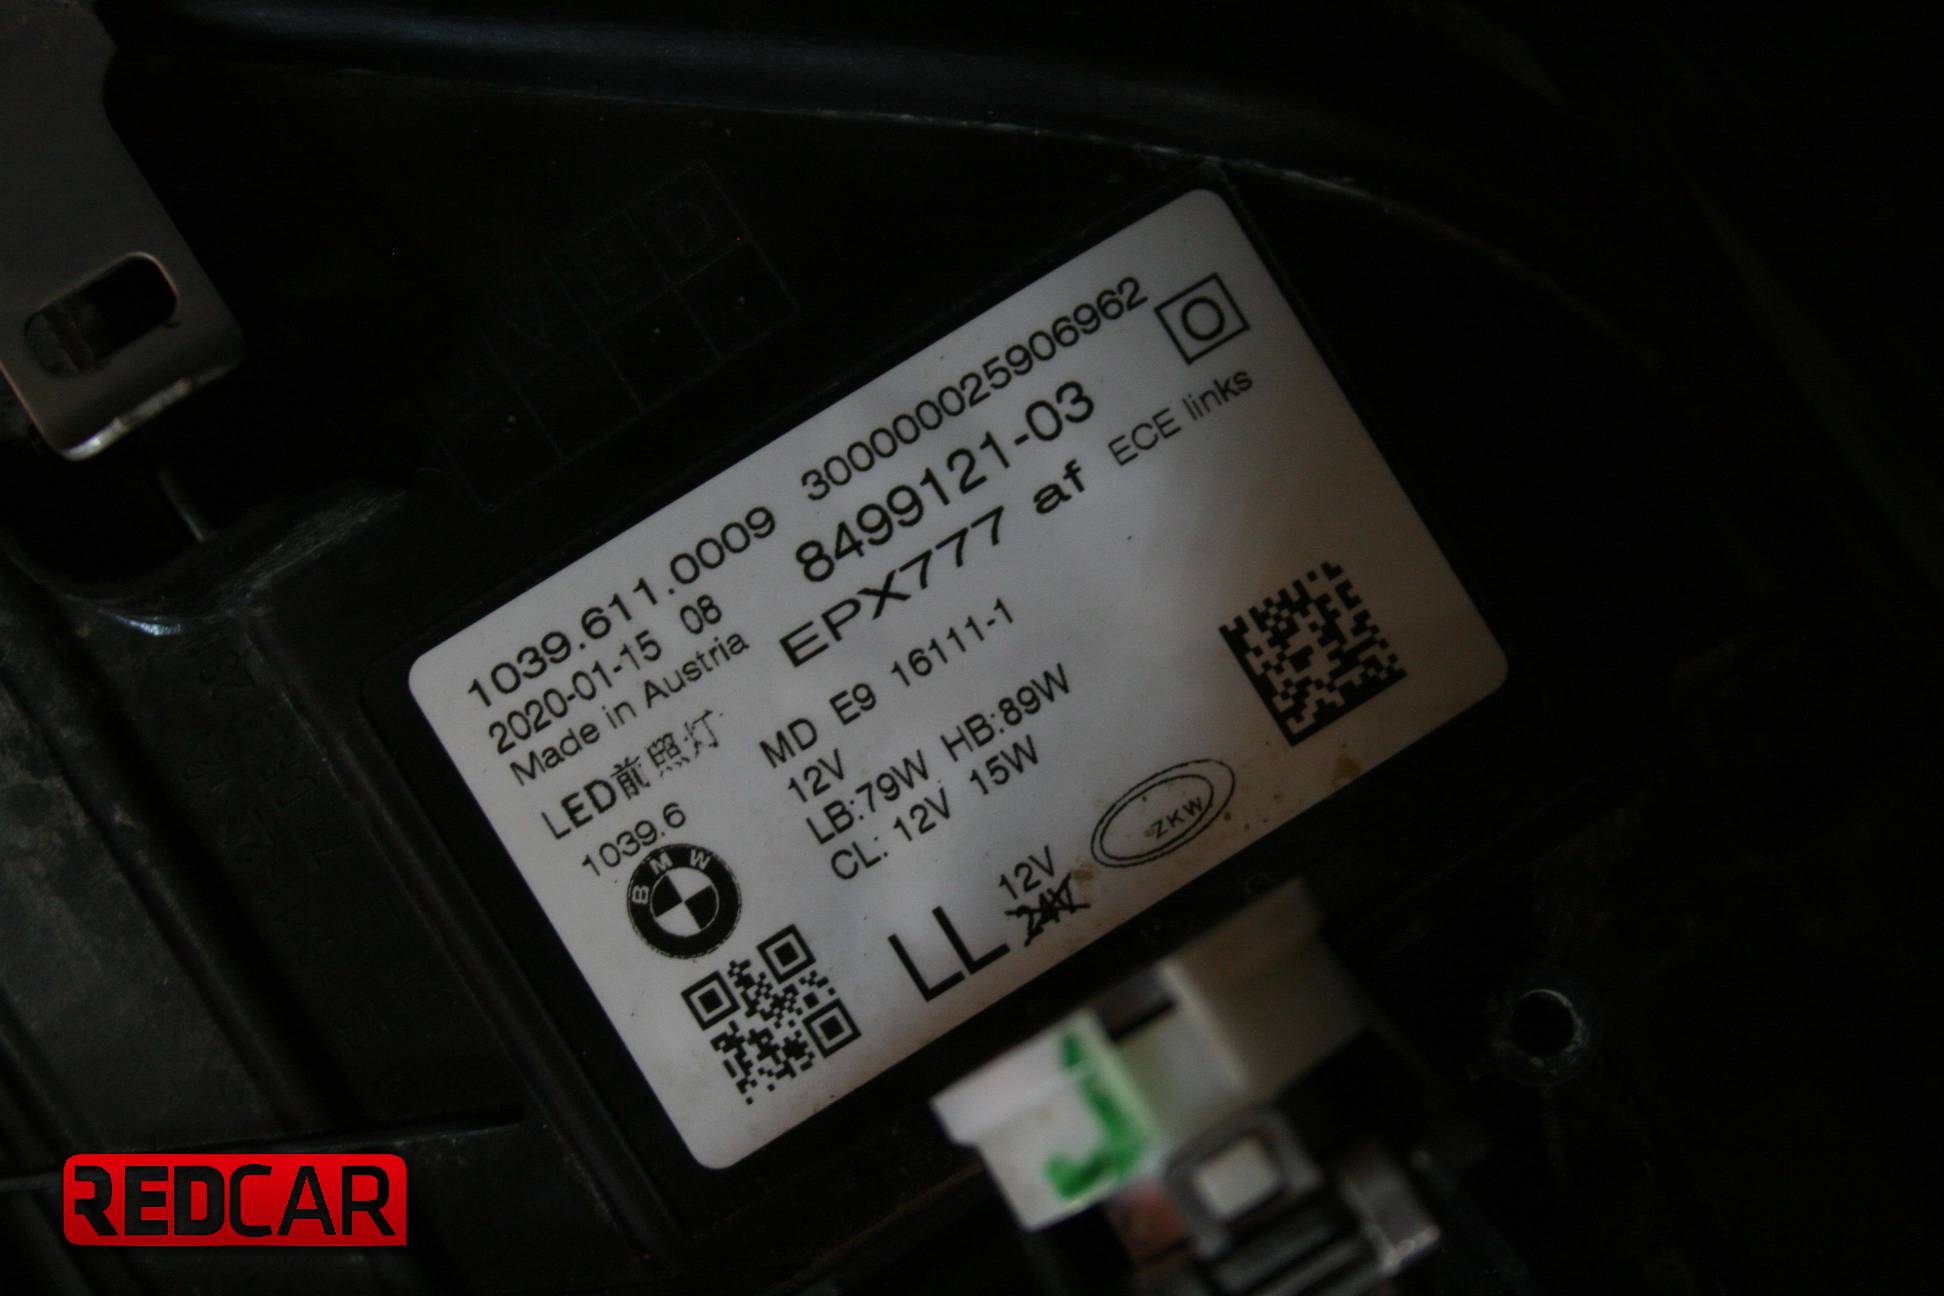 1039.611.0009 3000002 5906962
8499121-03
2020-01-15 08
Made in Austria
EPX777 af ECE links
LED前照灯
MD E9 16111-1
12V
LB:79W HB:89W
CL: 12V 15W
1039.6
BMW
LL 12V
24V
ZKW
REDCAR